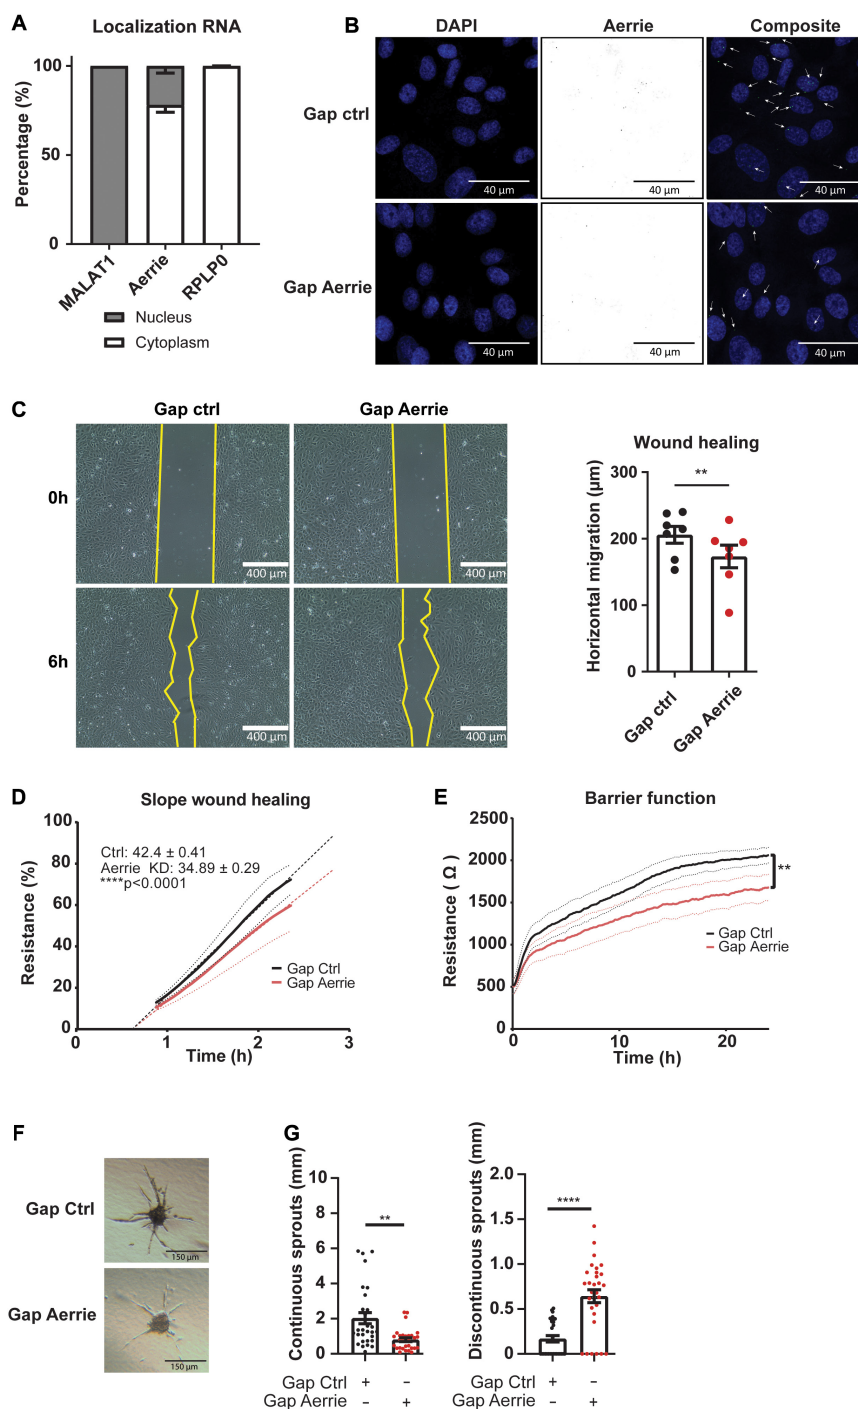 A
Localization RNA
Percentage (%)
100
50
0
MALAT1
Aerrie
RPLP0
Nucleus
Cytoplasm
B
DAPI
Aerrie
Composite
Gap ctrl
40 µm
40 µm
40 µm
Gap Aerrie
40 µm
40 µm
40 µm
C
Gap ctrl
Gap Aerrie
0h
400 µm
400 µm
6h
400 µm
400 µm
Wound healing
Horizontal migration (µm)
300
200
100
0
**
Gap ctrl
Gap Aerrie
D
Slope wound healing
Resistance (%)
100
80
60
40
20
0
Ctrl: 42.4 ± 0.41
Aerrie KD: 34.89 ± 0.29
****p<0.0001
Gap Ctrl
Gap Aerrie
0 1 2 3
Time (h)
E
Barrier function
Resistance ( Ω )
2500
2000
1500
1000
500
0
**
Gap Ctrl
Gap Aerrie
0 10 20
Time (h)
F
Gap Ctrl
150 µm
Gap Aerrie
150 µm
G
Continuous sprouts (mm)
10
8
6
4
2
0
**
Gap Ctrl + –
Gap Aerrie – +
Discontinuous sprouts (mm)
2.0
1.5
1.0
0.5
0
****
Gap Ctrl + –
Gap Aerrie – +